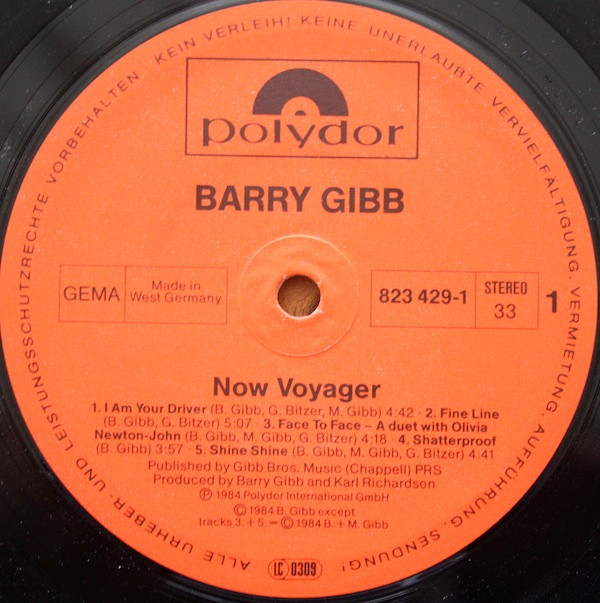 ALLE URHEBER- UND LEISTUNGSSCHUTZRECHTE VORBEHALTEN KEIN VERLEIH! KEINE UNERLAUBTE VERVIELFÄLTIGUNG, VERMIETUNG, AUFFÜHRUNG, SENDUNG!
polydor
BARRY GIBB
GEMA
Made in
West Germany
823 429-1
STEREO
33
1
Now Voyager
1. I Am Your Driver (B. Gibb, G. Bitzer, M. Gibb) 4:42 · 2. Fine Line
(B. Gibb, G. Bitzer) 5:07 · 3. Face To Face – A duet with Olivia
Newton-John (B. Gibb, M. Gibb, G. Bitzer) 4:18 · 4. Shatterproof
(B. Gibb) 3:57 · 5. Shine Shine (B. Gibb, M. Gibb, G. Bitzer) 4:41
Published by Gibb Bros. Music (Chappell) PRS
Produced by Barry Gibb and Karl Richardson
Ⓟ 1984 Polydor International GmbH
© 1984 B. Gibb except
tracks 3. + 5. = © 1984 B. + M. Gibb
LC 0309